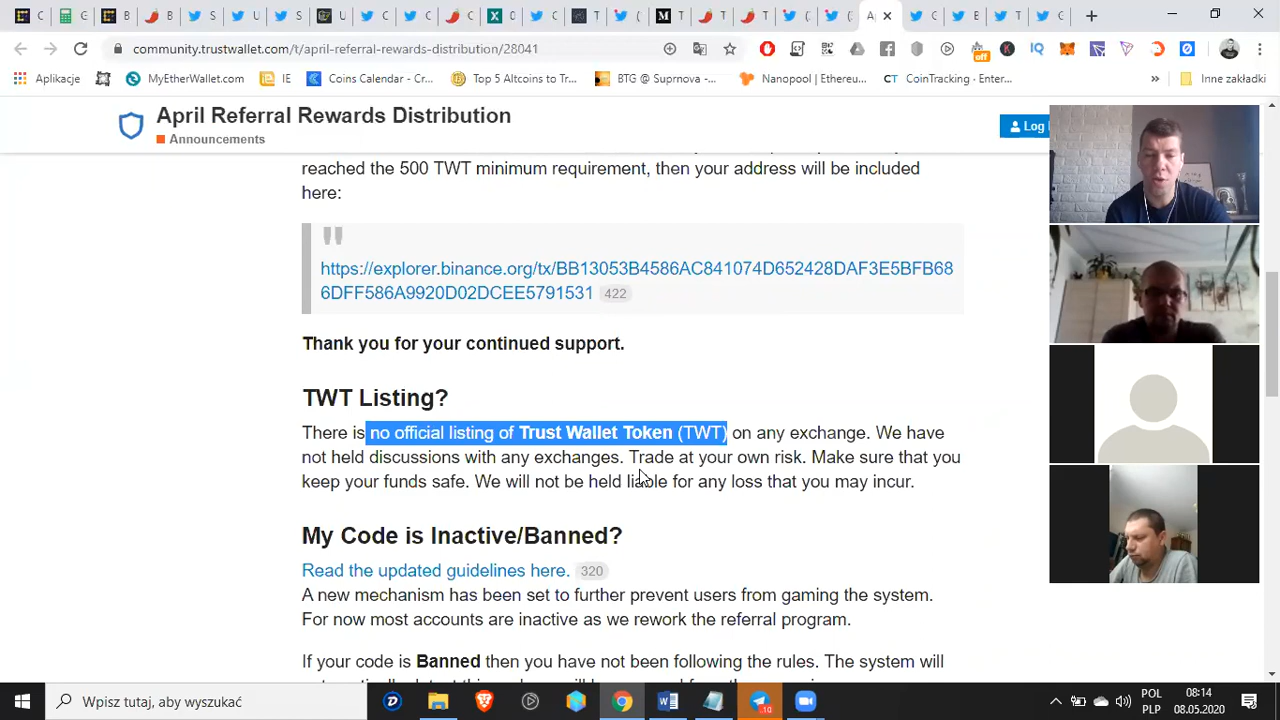 community.trustwallet.com/t/april-referral-rewards-distribution/28041
off
IQ
Aplikacje
MyEtherWallet.com
IE
Coins Calendar - Cr...
Top 5 Altcoins to Tr...
BTG @ Suprnova - ...
Nanopool | Ethereu...
CT
CoinTracking · Enter...
»
Inne zakładki
April Referral Rewards Distribution
Announcements
Log
reached the 500 TWT minimum requirement, then your address will be included
here:
https://explorer.binance.org/tx/BB13053B4586AC841074D652428DAF3E5BFB68
6DFF586A9920D02DCEE5791531 422
Thank you for your continued support.
TWT Listing?
There is no official listing of Trust Wallet Token (TWT) on any exchange. We have
not held discussions with any exchanges. Trade at your own risk. Make sure that you
keep your funds safe. We will not be held liable for any loss that you may incur.
My Code is Inactive/Banned?
Read the updated guidelines here. 320
A new mechanism has been set to further prevent users from gaming the system.
For now most accounts are inactive as we rework the referral program.
If your code is Banned then you have not been following the rules. The system will
Wpisz tutaj, aby wyszukać
10
POL
PLP
08:14
08.05.2020